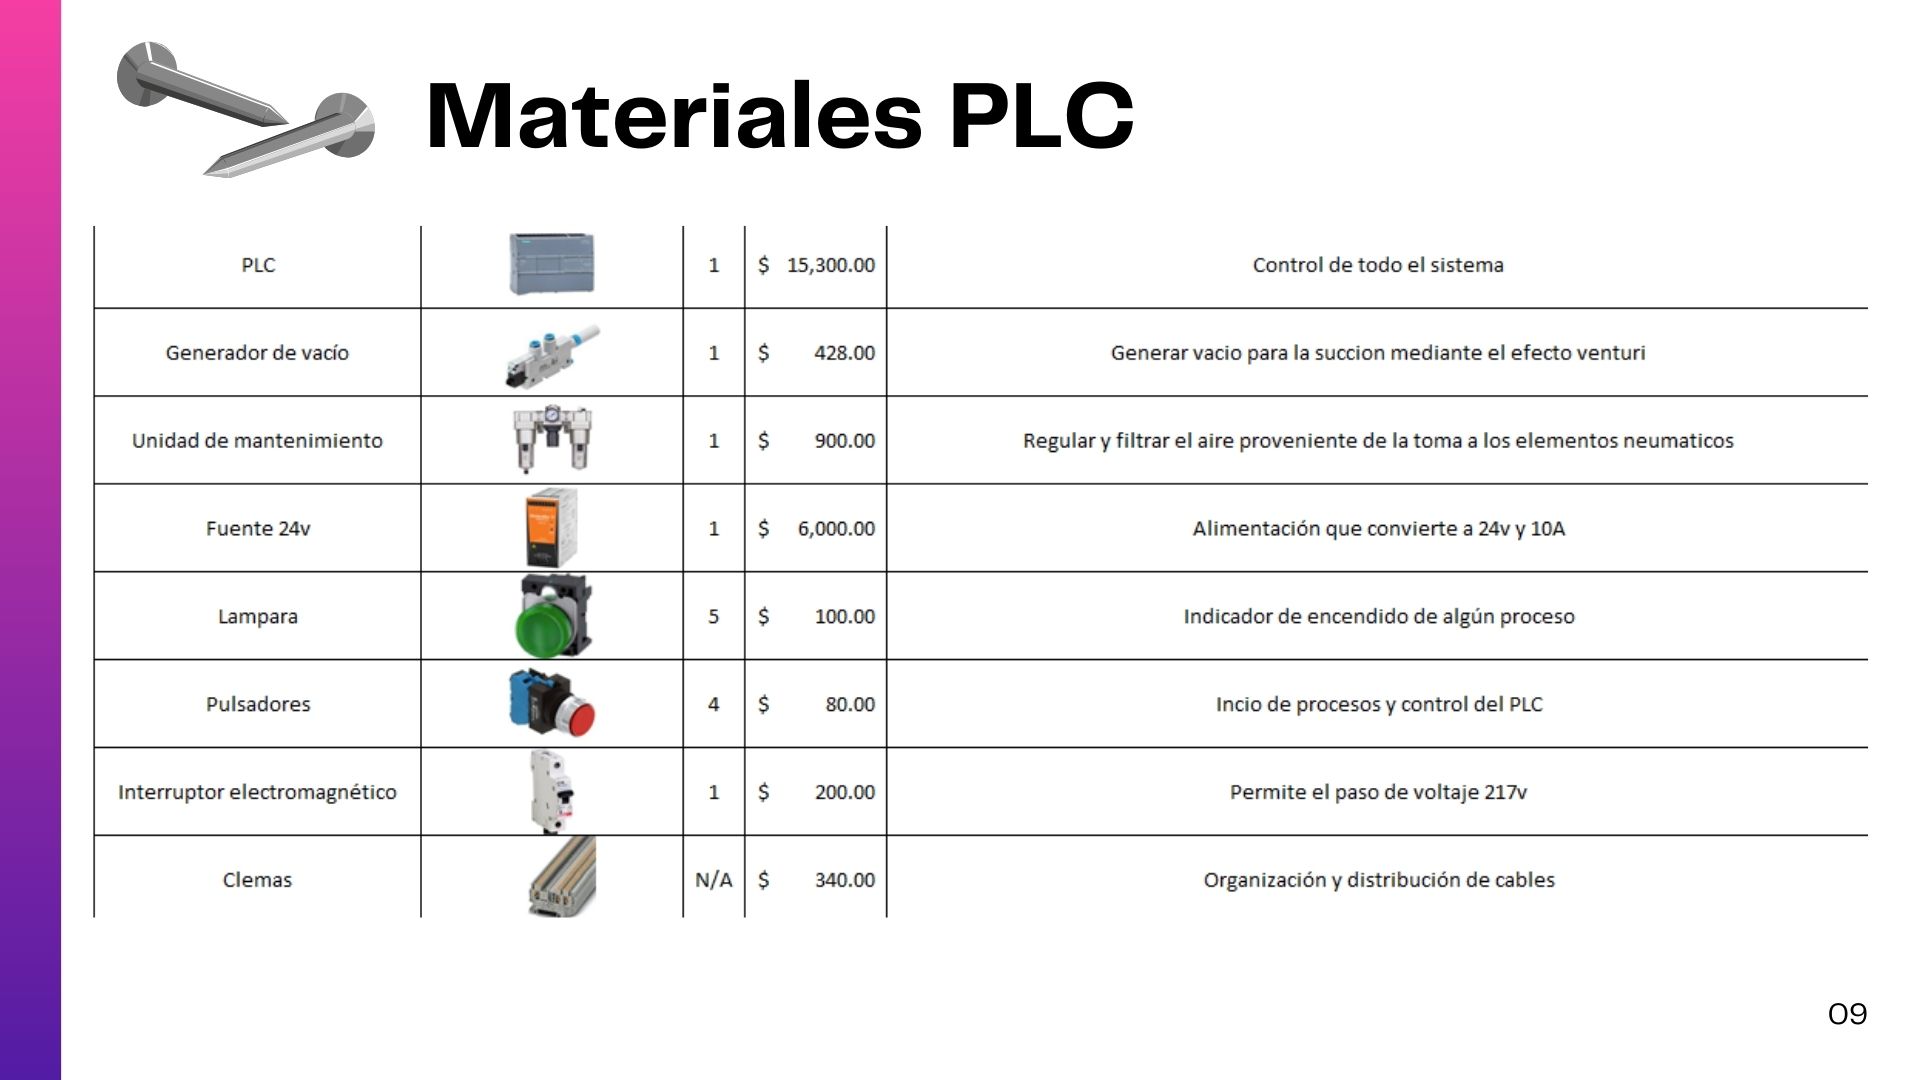 Materiales PLC
PLC 1 $ 15,300.00 Control de todo el sistema
Generador de vacío 1 $ 428.00 Generar vacio para la succion mediante el efecto venturi
Unidad de mantenimiento 1 $ 900.00 Regular y filtrar el aire proveniente de la toma a los elementos neumaticos
Fuente 24v 1 $ 6,000.00 Alimentación que convierte a 24v y 10A
Lampara 5 $ 100.00 Indicador de encendido de algún proceso
Pulsadores 4 $ 80.00 Incio de procesos y control del PLC
Interruptor electromagnético 1 $ 200.00 Permite el paso de voltaje 217v
Clemas N/A $ 340.00 Organización y distribución de cables
09